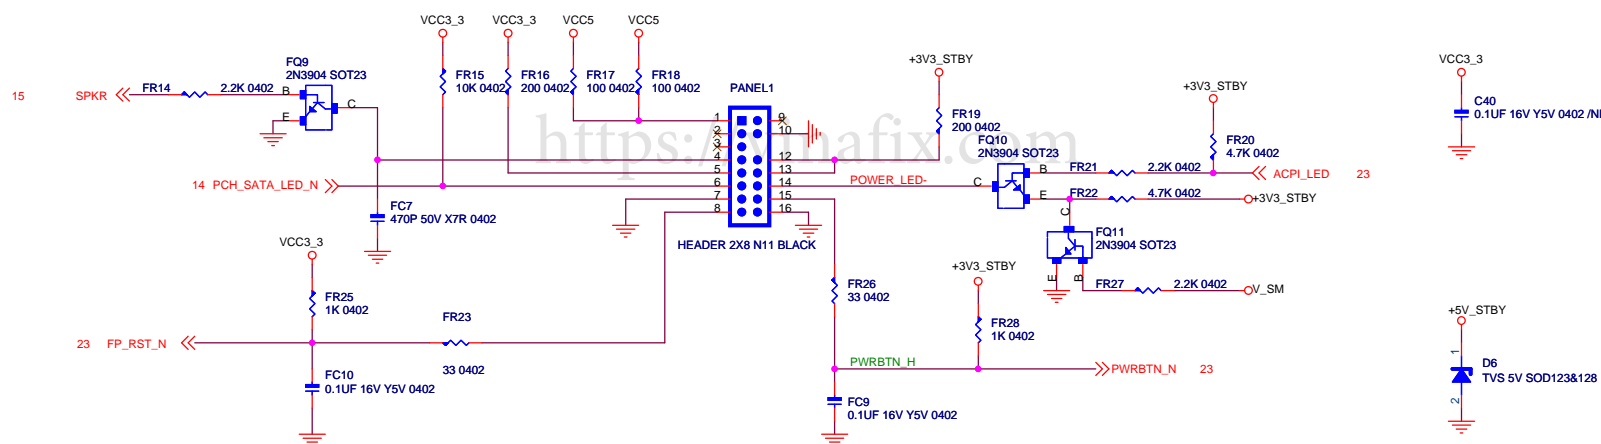 VCC3_3
VCC3_3
VCC5
VCC5
FQ9
2N3904 SOT23
+3V3_STBY
VCC3_3
15
SPKR
FR14
2.2K 0402
B
C
E
FR15
10K 0402
FR16
200 0402
FR17
100 0402
FR18
100 0402
PANEL1
+3V3_STBY
C40
0.1UF 16V Y5V 0402 /NI
FR19
200 0402
1
2
3
4
5
6
7
8
9
10
12
13
14
15
16
FQ10
2N3904 SOT23
FR20
4.7K 0402
14 PCH_SATA_LED_N
POWER_LED-
C
B
E
FR21
2.2K 0402
ACPI_LED
23
FR22
4.7K 0402
+3V3_STBY
FC7
470P 50V X7R 0402
HEADER 2X8 N11 BLACK
C
FQ11
2N3904 SOT23
E
B
VCC3_3
+3V3_STBY
FR27
2.2K 0402
V_SM
FR25
1K 0402
FR26
33 0402
FR23
33 0402
FR28
1K 0402
+5V_STBY
23
FP_RST_N
PWRBTN_H
PWRBTN_N
23
1
D6
TVS 5V SOD123&128
2
FC10
0.1UF 16V Y5V 0402
FC9
0.1UF 16V Y5V 0402